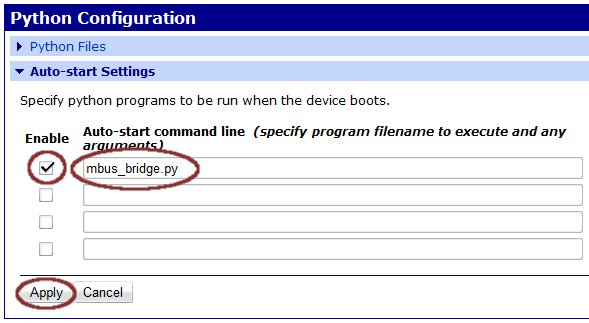 Python Configuration
Python Files
Auto-start Settings
Specify python programs to be run when the device boots.
Enable Auto-start command line (specify program filename to execute and any
arguments)
mbus_bridge.py
Apply Cancel